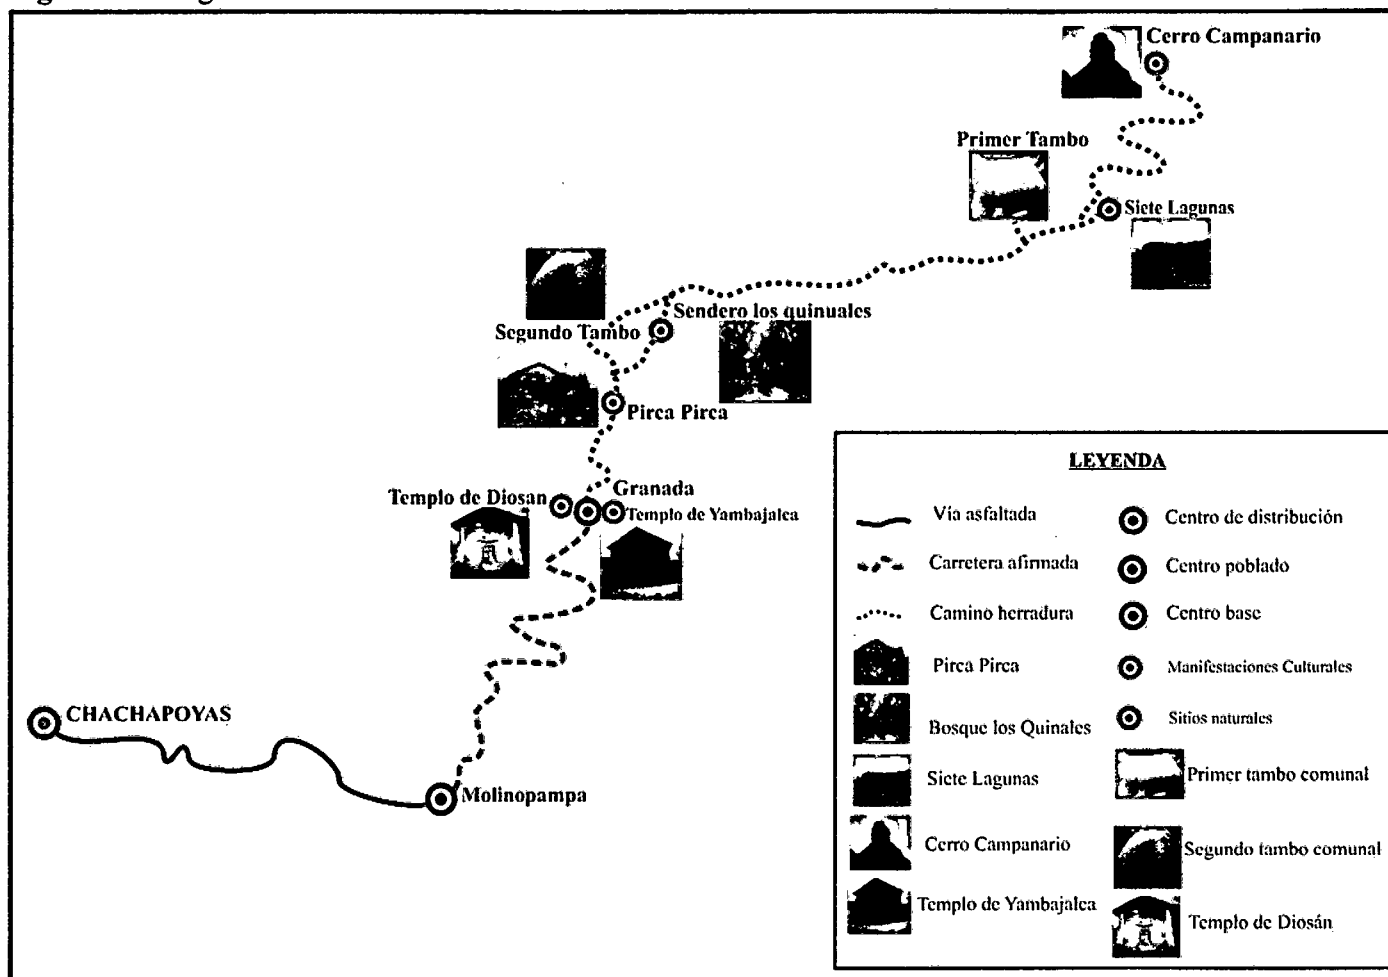 Cerro Campanario
Primer Tambo
Siete Lagunas
Sendero los quinuales
Segundo Tambo
Pirca Pirca
Granada
Templo de Diosan
Templo de Yambajalca
CHACHAPOYAS
Molinopampa
LEYENDA
Vía asfaltada
Centro de distribución
Carretera afirmada
Centro poblado
Camino herradura
Centro base
Pirca Pirca
Manifestaciones Culturales
Bosque los Quinales
Sitios naturales
Siete Lagunas
Primer tambo comunal
Cerro Campanario
Segundo tambo comunal
Templo de Yambajalca
Templo de Diosán